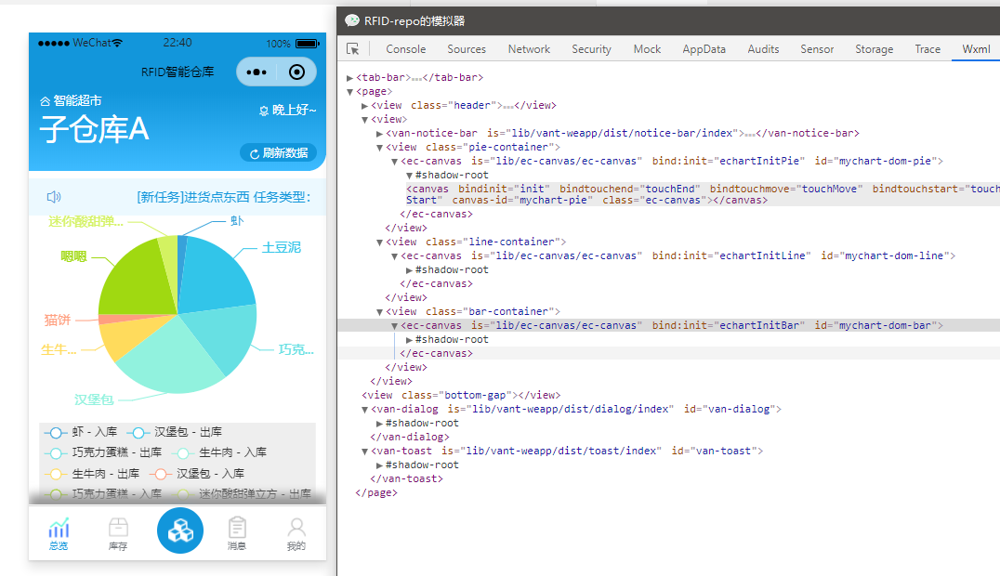 WeChat
22:40
100%
RFID智能仓库
智能超市
子仓库A
晚上好~
刷新数据
[新任务]进货点东西 任务类型：
迷你酸甜弹...
虾
土豆泥
嗯嗯
猫饼
生牛...
巧克...
汉堡包
虾 - 入库
汉堡包 - 出库
巧克力蛋糕 - 出库
生牛肉 - 入库
生牛肉 - 出库
汉堡包 - 入库
巧克力蛋糕 - 入库
迷你酸甜弹立方 - 出库
总览
库存
消息
我的
RFID-repo的模拟器
Console Sources Network Security Mock AppData Audits Sensor Storage Trace Wxml
▶<tab-bar>…</tab-bar>
▼<page>
▶<view class="header">…</view>
▼<view>
▶<van-notice-bar is="lib/vant-weapp/dist/notice-bar/index">…</van-notice-bar>
▼<view class="pie-container">
▼<ec-canvas is="lib/ec-canvas/ec-canvas" bind:init="echartInitPie" id="mychart-dom-pie">
▼#shadow-root
<canvas bindinit="init" bindtouchend="touchEnd" bindtouchmove="touchMove" bindtouchstart="touch
Start" canvas-id="mychart-pie" class="ec-canvas"></canvas>
</ec-canvas>
</view>
▼<view class="line-container">
▼<ec-canvas is="lib/ec-canvas/ec-canvas" bind:init="echartInitLine" id="mychart-dom-line">
▶#shadow-root
</ec-canvas>
</view>
▼<view class="bar-container">
▼<ec-canvas is="lib/ec-canvas/ec-canvas" bind:init="echartInitBar" id="mychart-dom-bar">
▶#shadow-root
</ec-canvas>
</view>
</view>
<view class="bottom-gap"></view>
▼<van-dialog is="lib/vant-weapp/dist/dialog/index" id="van-dialog">
▶#shadow-root
</van-dialog>
▼<van-toast is="lib/vant-weapp/dist/toast/index" id="van-toast">
▶#shadow-root
</van-toast>
</page>